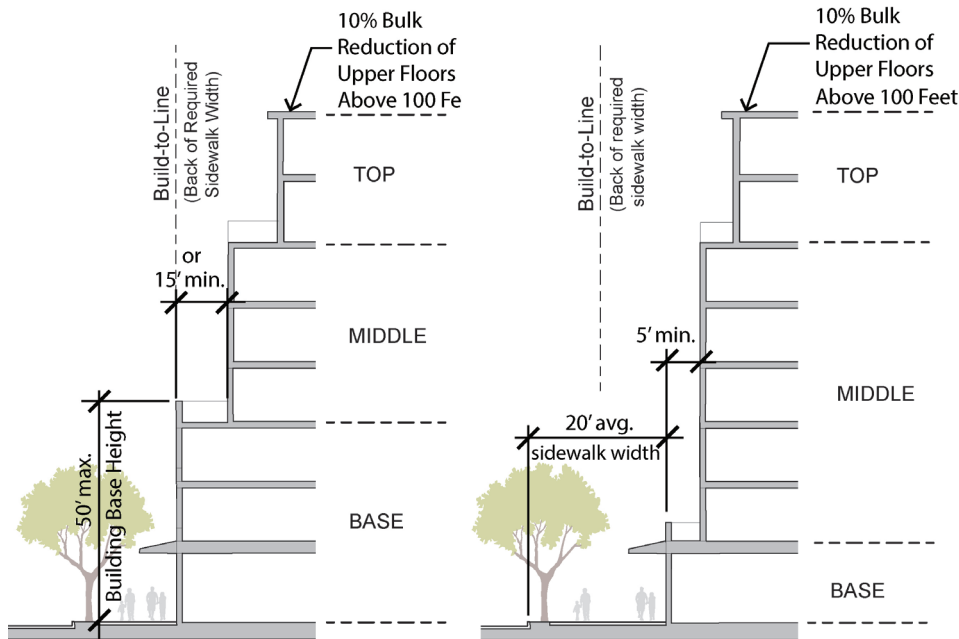 10% Bulk
Reduction of
Upper Floors
Above 100 Fe
Build-to-Line
(Back of Required
Sidewalk Width)
TOP
or
15' min.
MIDDLE
50' max.
Building Base Height
BASE
10% Bulk
Reduction of
Upper Floors
Above 100 Feet
Build-to-Line
(Back of required
sidewalk width)
TOP
5' min.
MIDDLE
20' avg.
sidewalk width
BASE